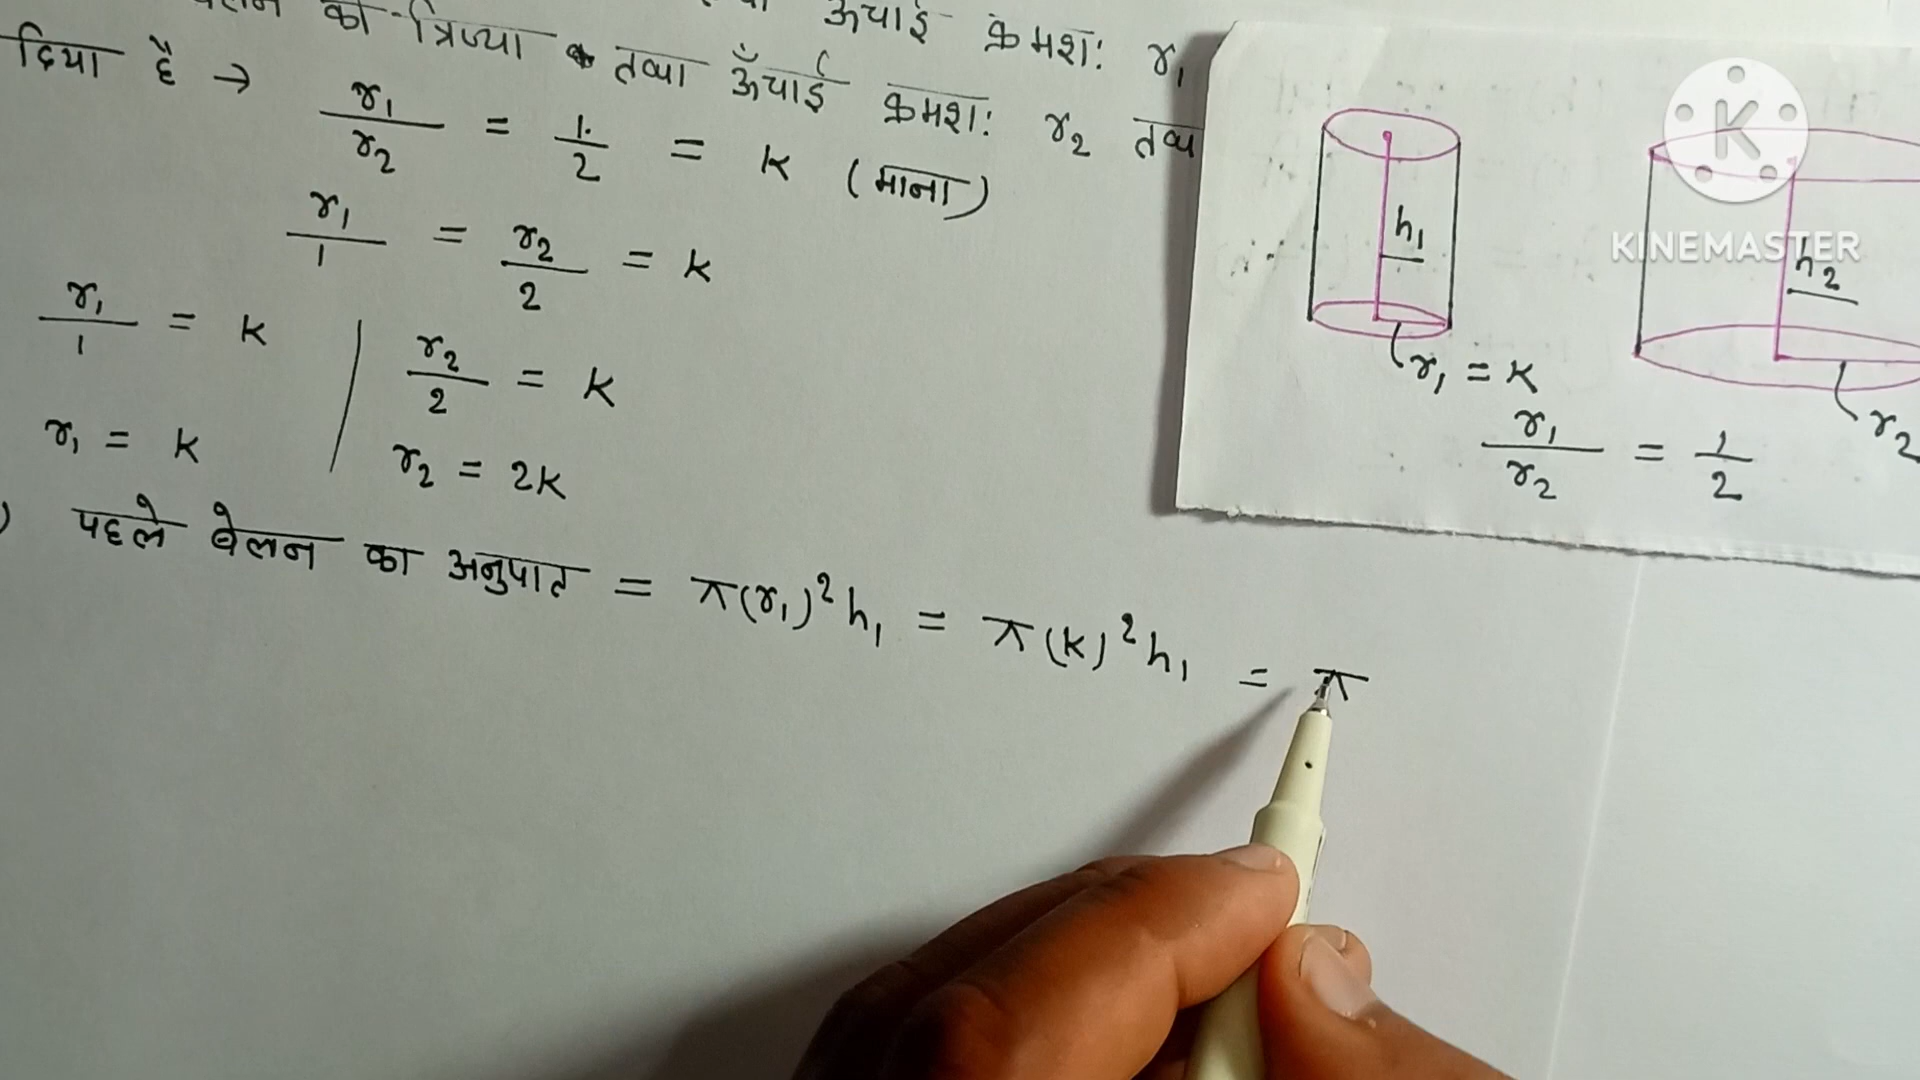 ऊंचाई क्रमशः r₁
की त्रिज्या तथा ऊँचाई क्रमशः r₂
दिया है → r₁/r₂ = 1/2 = K (माना)
r₁/1 = r₂/2 = K
r₁/1 = K | r₂/2 = K
r₁ = K | r₂ = 2K
) पहले बेलन का अनुपात = π(r₁)²h₁ = π(K)²h₁ = π
h₁
r₁ = K
h₂
r₂
r₁/r₂ = 1/2
K
KINEMASTER